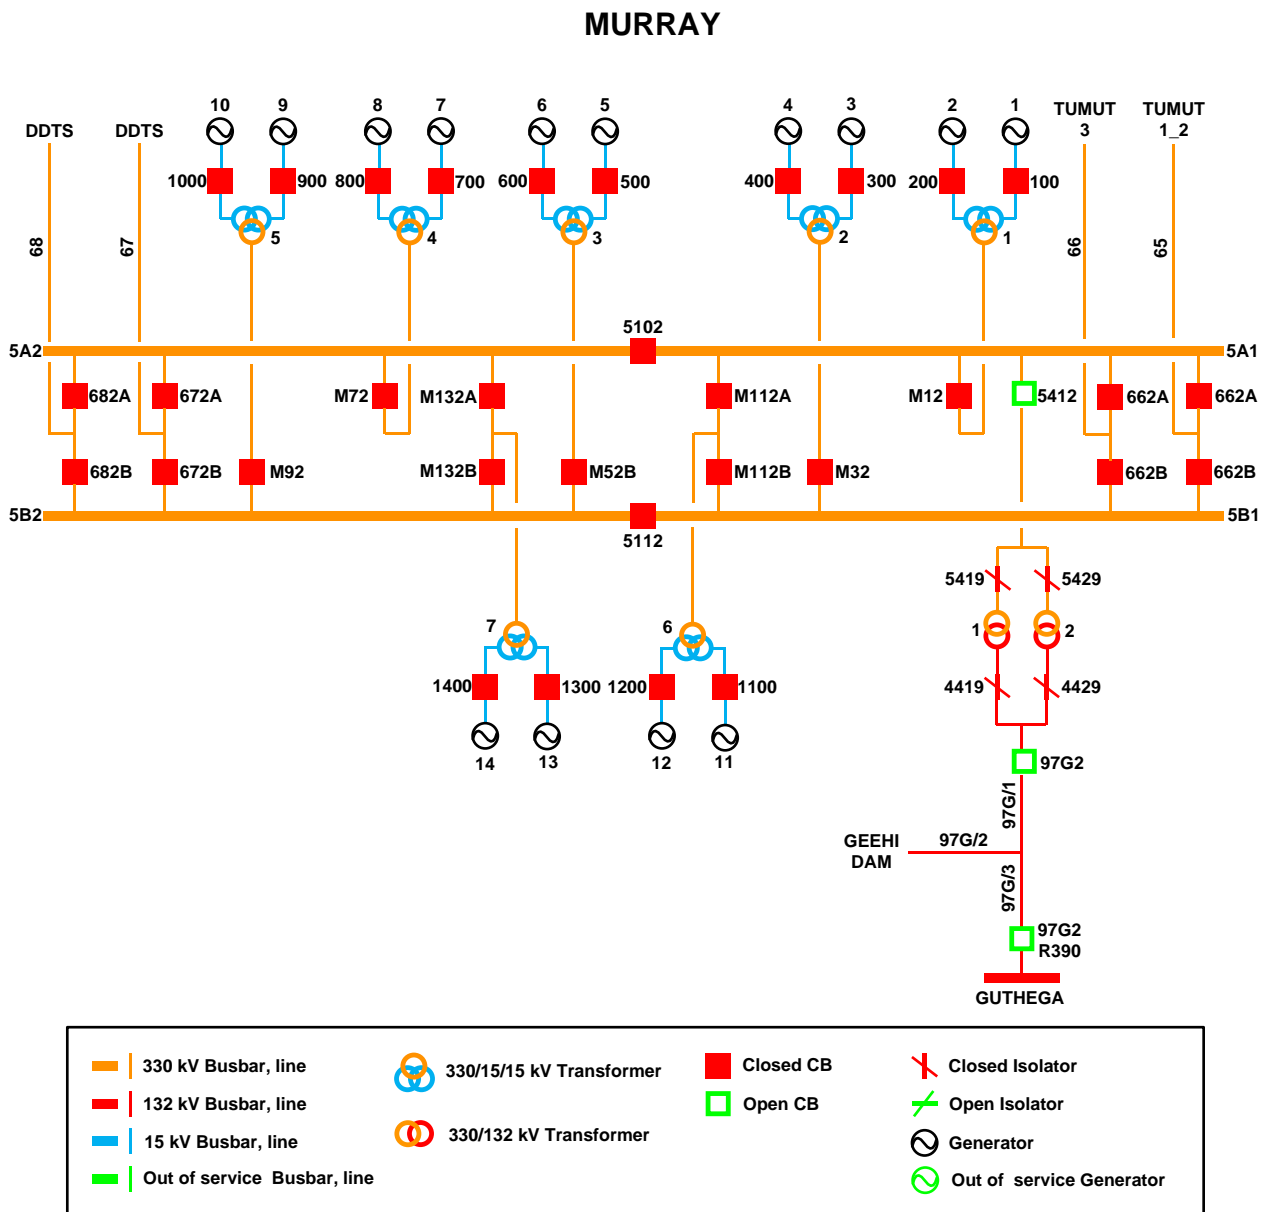 MURRAY
10 9 8 7 6 5 4 3 2 1
DDTS DDTS TUMUT TUMUT
3 1_2
1000 900 800 700 600 500 400 300 200 100
5 4 3 2 1
68 67 66 65
5102
5A2 5A1
682A 672A M72 M132A M112A M12 5412 662A 662A
682B 672B M92 M132B M52B M112B M32 662B 662B
5B2 5B1
5112
5419 5429
7 6 1 2
1400 1300 1200 1100 4419 4429
14 13 12 11
97G2
97G/1
GEEHI 97G/2
DAM
97G/3
97G2
R390
GUTHEGA
330 kV Busbar, line 330/15/15 kV Transformer Closed CB Closed Isolator
132 kV Busbar, line Open CB Open Isolator
15 kV Busbar, line 330/132 kV Transformer Generator
Out of service Busbar, line Out of service Generator